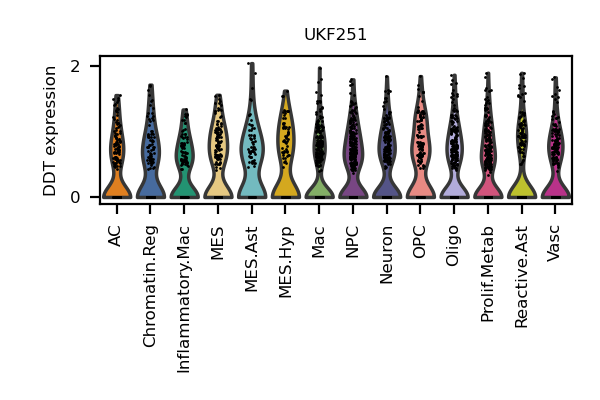 UKF251
DDT expression
2
0
AC
Chromatin.Reg
Inflammatory.Mac
MES
MES.Ast
MES.Hyp
Mac
NPC
Neuron
OPC
Oligo
Prolif.Metab
Reactive.Ast
Vasc